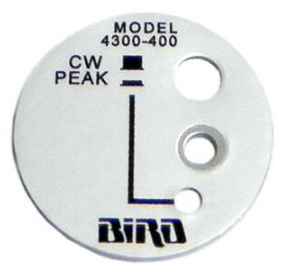 MODEL
4300-400
CW
PEAK
BIRD